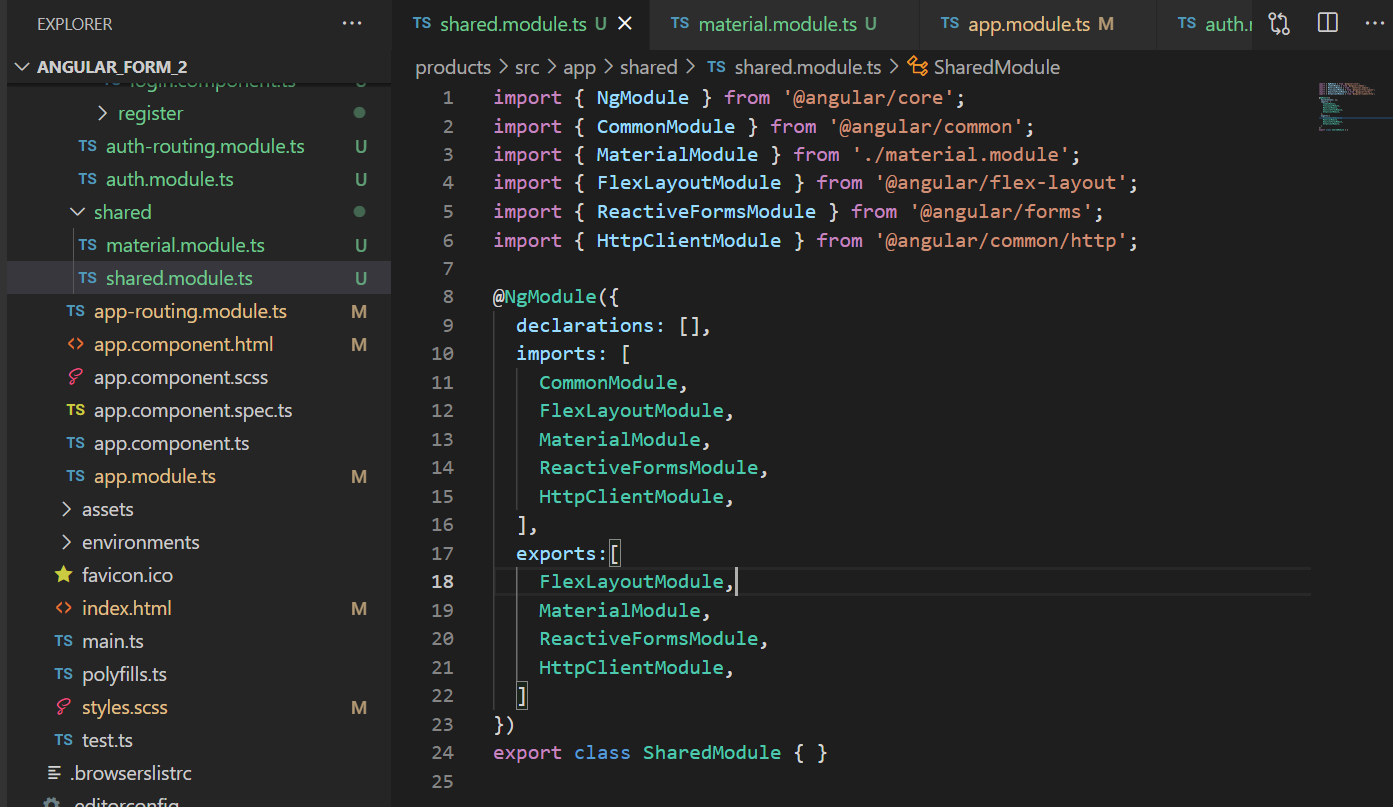 EXPLORER
ANGULAR_FORM_2
login.component.ts U
register
TS auth-routing.module.ts U
TS auth.module.ts U
shared
TS material.module.ts U
TS shared.module.ts U
TS app-routing.module.ts M
<> app.component.html M
app.component.scss
TS app.component.spec.ts
TS app.component.ts
TS app.module.ts M
assets
environments
favicon.ico
<> index.html M
TS main.ts
TS polyfills.ts
styles.scss M
TS test.ts
.browserslistrc
.editorconfig
TS shared.module.ts U TS material.module.ts U TS app.module.ts M TS auth.
products > src > app > shared > TS shared.module.ts > SharedModule
1 import { NgModule } from '@angular/core';
2 import { CommonModule } from '@angular/common';
3 import { MaterialModule } from './material.module';
4 import { FlexLayoutModule } from '@angular/flex-layout';
5 import { ReactiveFormsModule } from '@angular/forms';
6 import { HttpClientModule } from '@angular/common/http';
7
8 @NgModule({
9   declarations: [],
10   imports: [
11     CommonModule,
12     FlexLayoutModule,
13     MaterialModule,
14     ReactiveFormsModule,
15     HttpClientModule,
16   ],
17   exports:[
18     FlexLayoutModule,
19     MaterialModule,
20     ReactiveFormsModule,
21     HttpClientModule,
22   ]
23 })
24 export class SharedModule { }
25